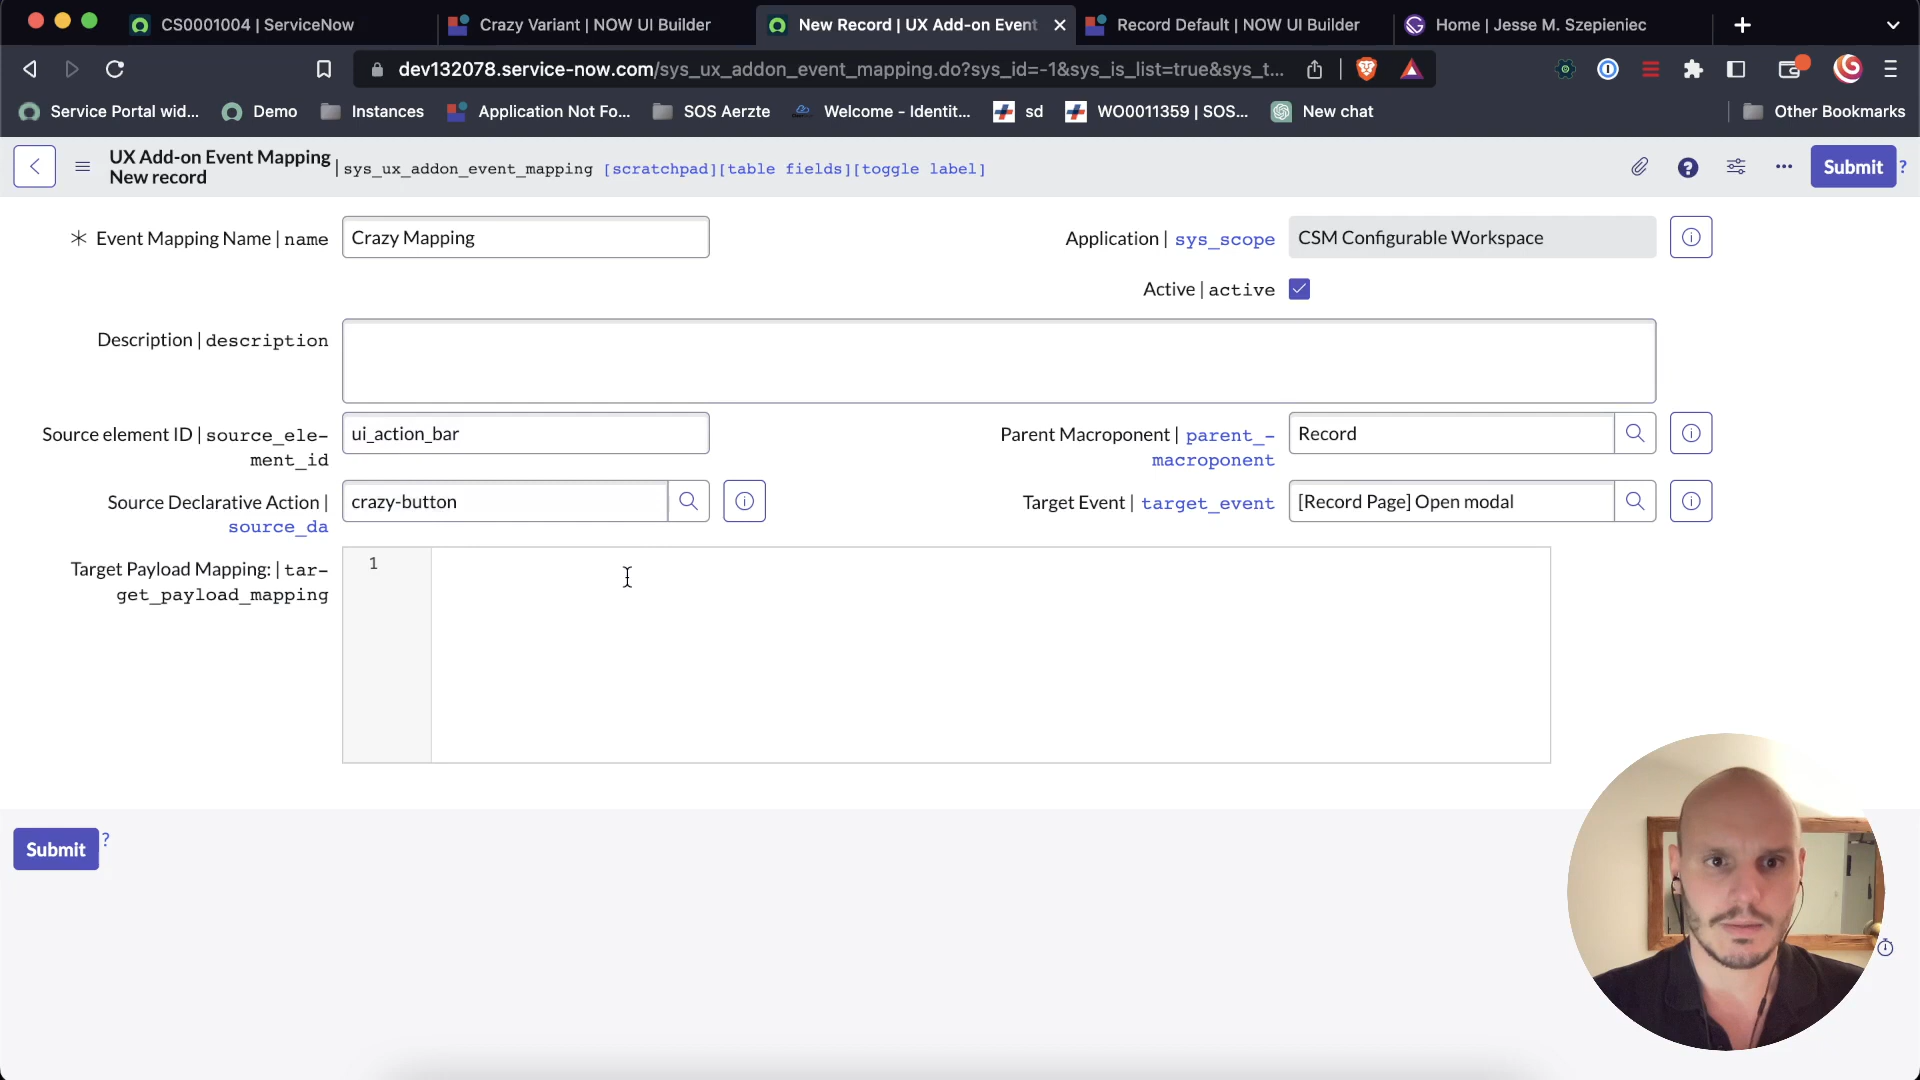 CS0001004 | ServiceNow
Crazy Variant | NOW UI Builder
New Record | UX Add-on Event
Record Default | NOW UI Builder
Home | Jesse M. Szepieniec
dev132078.service-now.com/sys_ux_addon_event_mapping.do?sys_id=-1&sys_is_list=true&sys_t...
Service Portal wid...
Demo
Instances
Application Not Fo...
SOS Aerzte
Welcome - Identit...
sd
WO0011359 | SOS...
New chat
Other Bookmarks
UX Add-on Event Mapping
New record
| sys_ux_addon_event_mapping [scratchpad][table fields][toggle label]
Submit ?
Event Mapping Name | name
Crazy Mapping
Application | sys_scope
CSM Configurable Workspace
Active | active
Description | description
Source element ID | source_ele-
ment_id
ui_action_bar
Parent Macroponent | parent_-
macroponent
Record
Source Declarative Action |
source_da
crazy-button
Target Event | target_event
[Record Page] Open modal
Target Payload Mapping: | tar-
get_payload_mapping
1
Submit ?